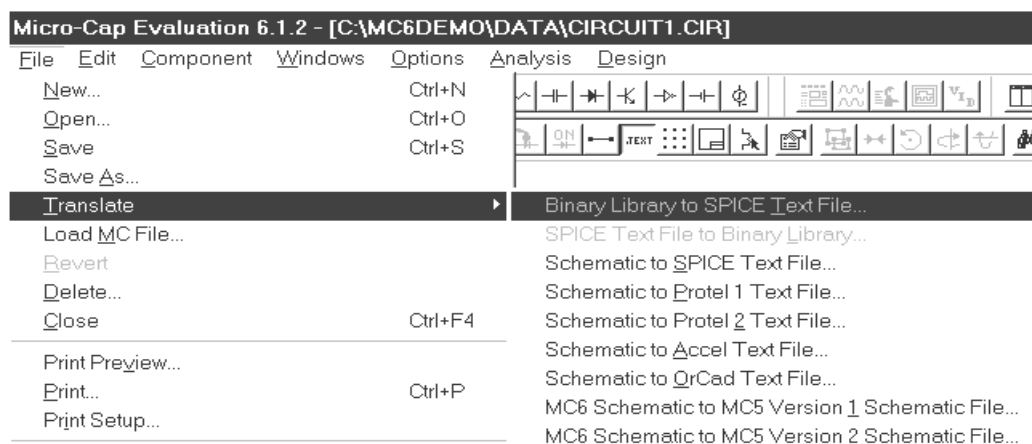 Micro-Cap Evaluation 6.1.2 - [C:\MC6DEMO\DATA\CIRCUIT1.CIR]
File Edit Component Windows Options Analysis Design
New... Ctrl+N
Open... Ctrl+O
Save Ctrl+S
Save As...
Translate
Load MC File...
Revert
Delete...
Close Ctrl+F4
Print Preview...
Print... Ctrl+P
Print Setup...
ON
.TEXT
Binary Library to SPICE Text File...
SPICE Text File to Binary Library...
Schematic to SPICE Text File...
Schematic to Protel 1 Text File...
Schematic to Protel 2 Text File...
Schematic to Accel Text File...
Schematic to OrCad Text File...
MC6 Schematic to MC5 Version 1 Schematic File...
MC6 Schematic to MC5 Version 2 Schematic File...